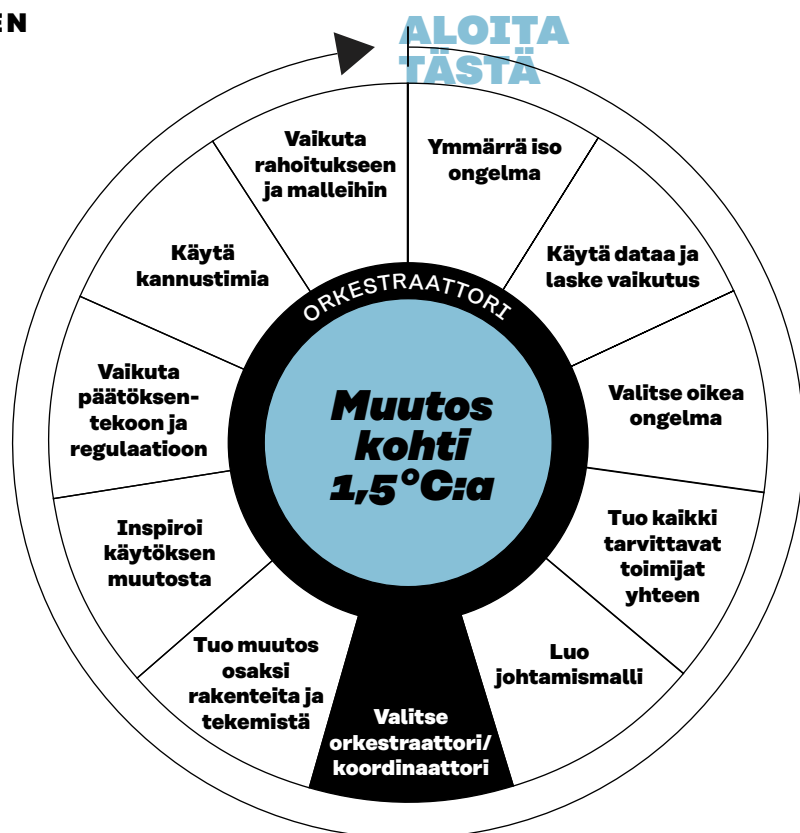 EN
ALOITA
TÄSTÄ
Ymmärrä iso
ongelma
Käytä dataa ja
laske vaikutus
Valitse oikea
ongelma
Tuo kaikki
tarvittavat
toimijat
yhteen
Luo
johtamismalli
Valitse
orkestraattori/
koordinaattori
Tuo muutos
osaksi
rakenteita ja
tekemistä
Inspiroi
käytöksen
muutosta
Vaikuta
päätöksen-
tekoon ja
regulaatioon
Käytä
kannustimia
Vaikuta
rahoitukseen
ja malleihin
ORKESTRAATTORI
Muutos
kohti
1,5°C:a